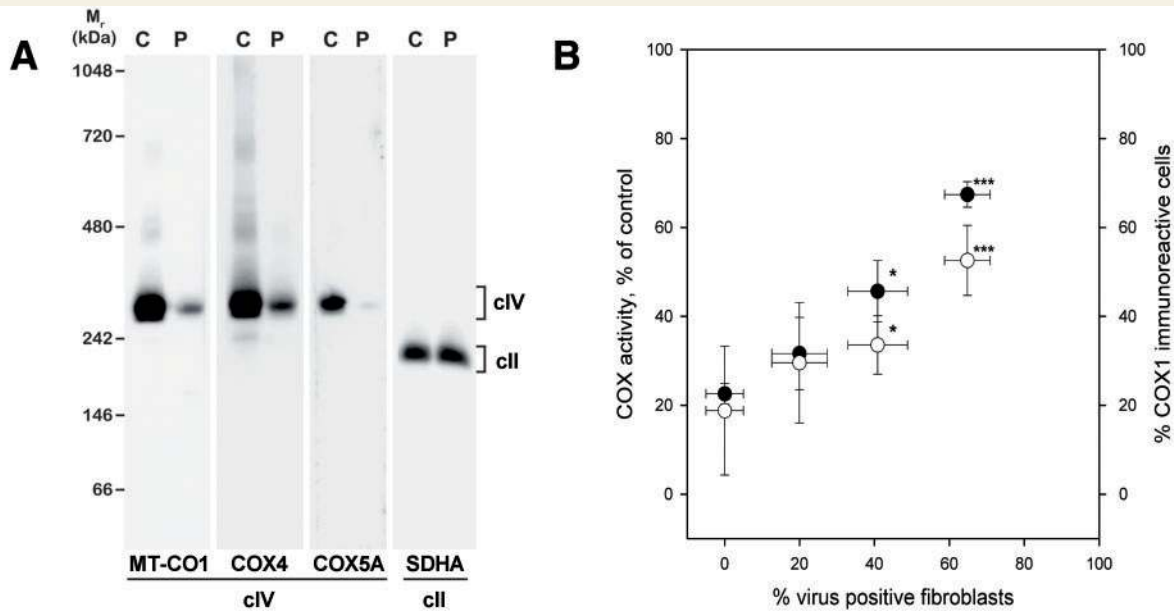 A
Mr
(kDa)
C P C P C P C P
1048
720
480
242
146
66
cIV
cII
MT-CO1 COX4 COX5A SDHA
cIV cII
B
100
80
60
40
20
0
COX activity, % of control
100
80
60
40
20
0
% COX1 immunoreactive cells
***
***
*
*
0 20 40 60 80 100
% virus positive fibroblasts